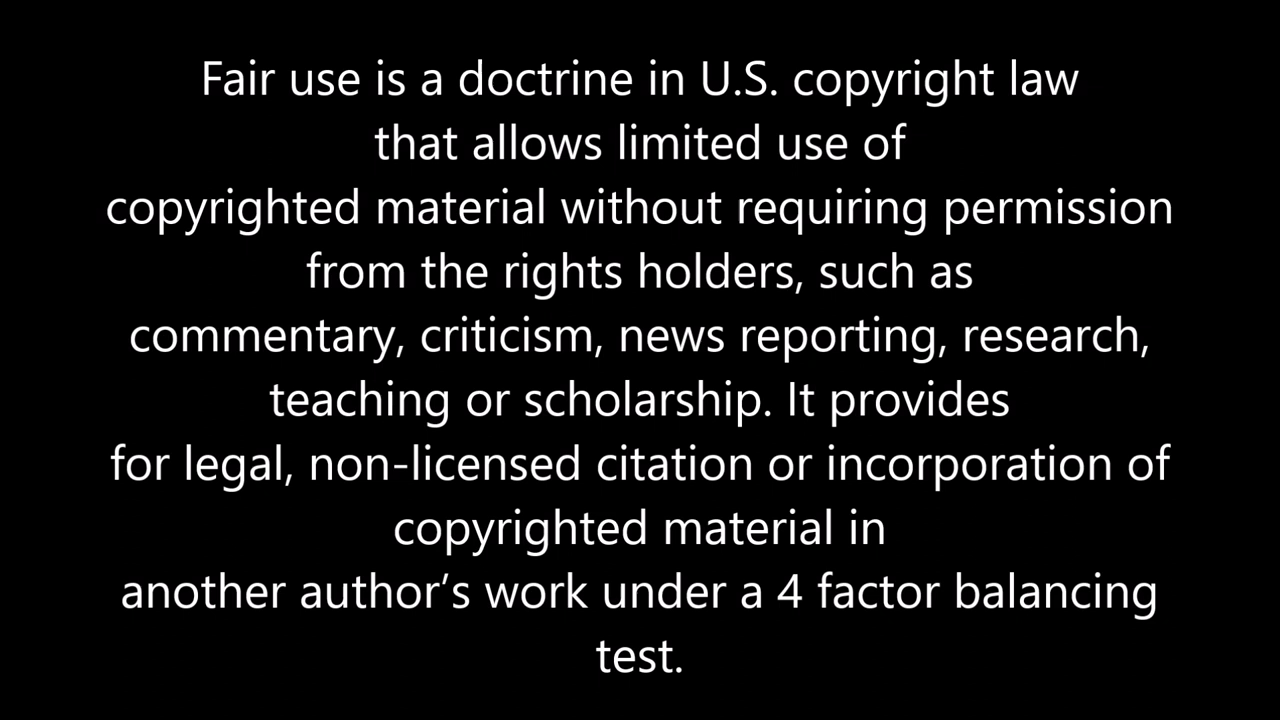 Fair use is a doctrine in U.S. copyright law
that allows limited use of
copyrighted material without requiring permission
from the rights holders, such as
commentary, criticism, news reporting, research,
teaching or scholarship. It provides
for legal, non-licensed citation or incorporation of
copyrighted material in
another author’s work under a 4 factor balancing
test.